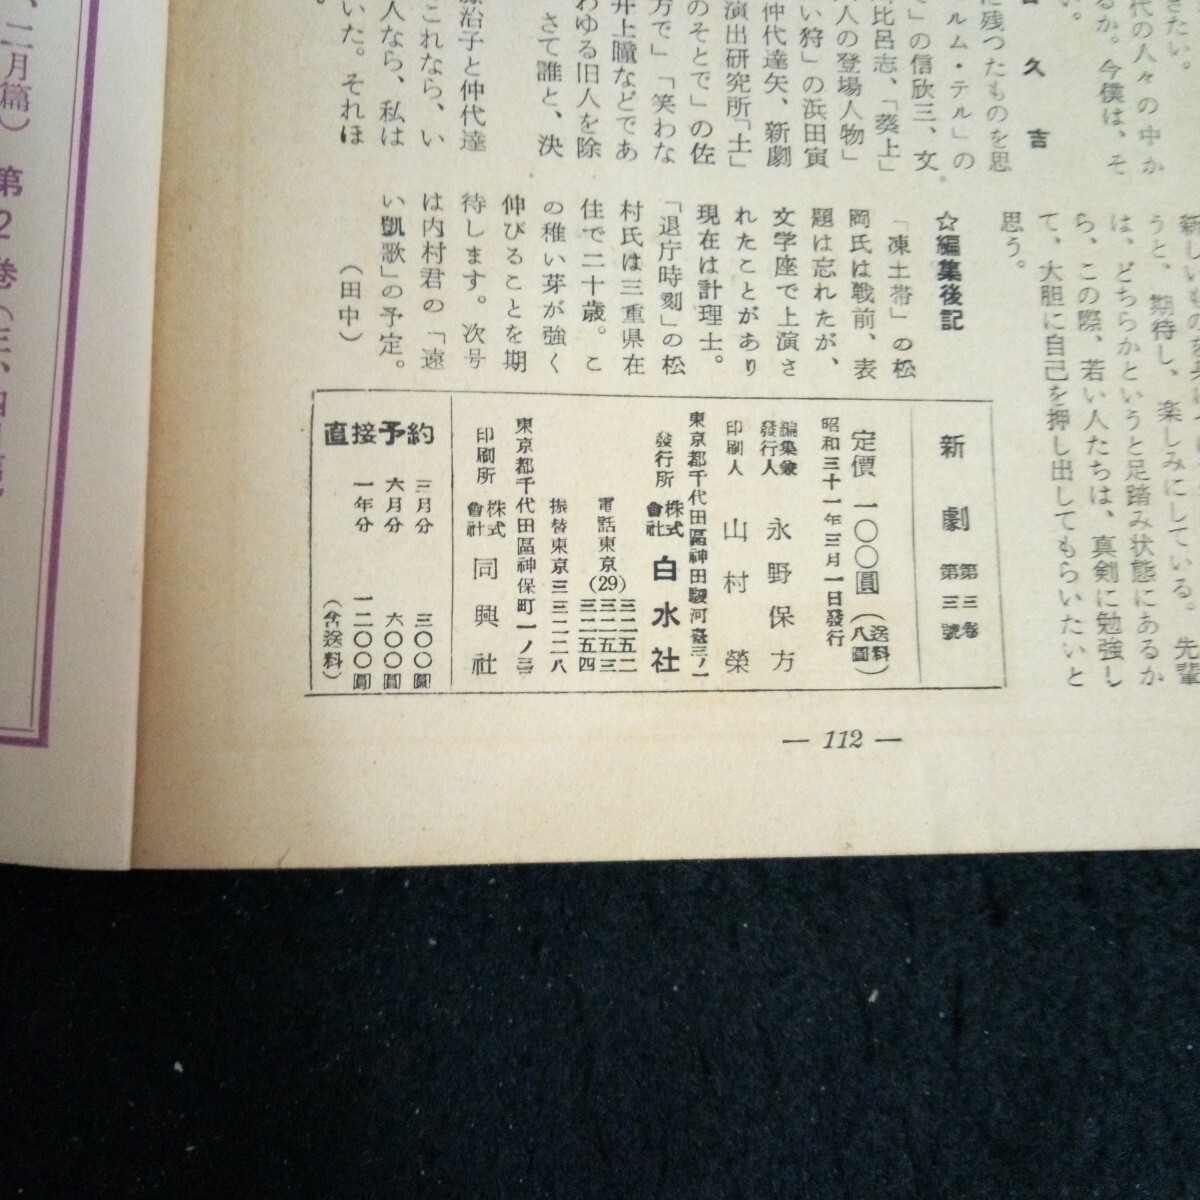 新しいもの
うと、期待し、楽しみにしている。先輩
は、どちらかというと足踏み状態にあるか
ら、この際、若い人たちは、真剣に勉強し
て、大胆に自己を押し出してもらいたいと
思う。
きたい。
代の人々の中か
るか。今僕は、そ
い。
久吉
に残つたものを思
ルム・テル」の
で」の信欣三、文
比呂志、「葵上」
人の登場人物」
い狩」の浜田寅
仲代達矢、新劇
演出研究所「土」
のそとで」の佐
方で」「笑わな
井上瞳などであ
わゆる旧人を除
さて誰と、決
治子と仲代達
これなら、い
人なら、私は
いた。それほ
。
☆編集後記
「凍土帯」の松
岡氏は戦前、表
題は忘れたが、
文学座で上演さ
れたことがあり
現在は計理士。
「退庁時刻」の松
村氏は三重県在
住で二十歳。こ
の稚い芽が強く
伸びることを期
待します。次号
は内村君の「遠
い凱歌」の予定。
(田中)
新劇 第三卷 第三號
定價一〇〇圓(送料八圓)
昭和三十一年三月一日發行
編集兼發行人 永野保方
印刷人 山村榮
東京都千代田區神田駿河臺三ノ一
發行所 株式會社 白水社
電話東京(29) 三二五二 三二五三 三二五四
振替東京三三二二八
東京都千代田區神保町一ノ三
印刷所 株式會社 同興社
直接予約
三月分 三〇〇圓
六月分 六〇〇圓
一年分 一二〇〇圓
(含送料)
— 112 —
二月篇) 第2巻(三、四月篇